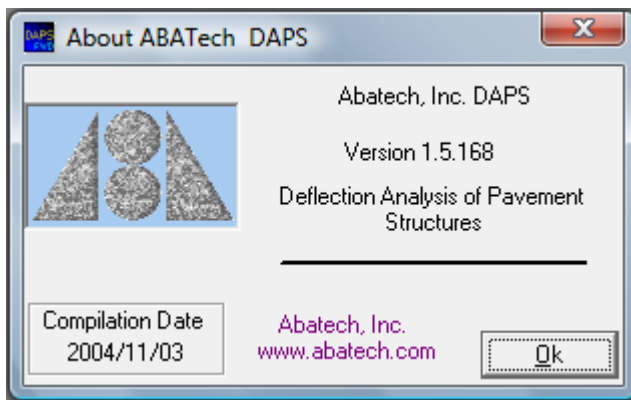 DAPS
FWD
About ABATech DAPS
Abatech, Inc. DAPS
Version 1.5.168
Deflection Analysis of Pavement
Structures
Compilation Date
2004/11/03
Abatech, Inc.
www.abatech.com
Ok